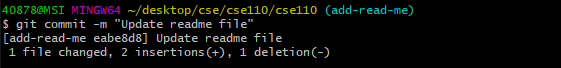 40878@MSI MINGW64 ~/desktop/cse/cse110/cse110 (add-read-me)
$ git commit -m "Update readme file"
[add-read-me eabe8d8] Update readme file
 1 file changed, 2 insertions(+), 1 deletion(-)